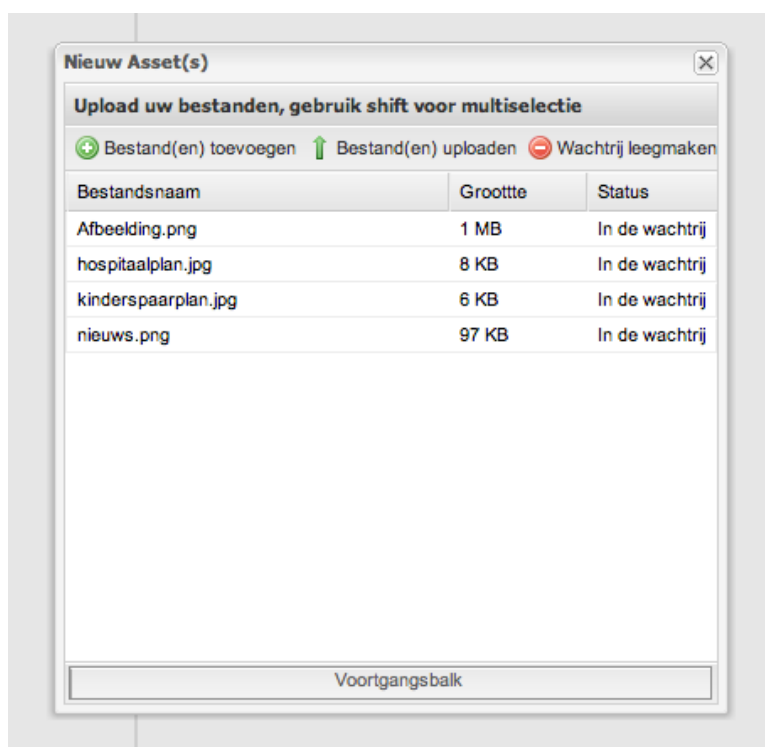 Nieuw Asset(s)
Upload uw bestanden, gebruik shift voor multiselectie
Bestand(en) toevoegen Bestand(en) uploaden Wachtrij leegmaken
Bestandsnaam Groottte Status
Afbeelding.png 1 MB In de wachtrij
hospitaalplan.jpg 8 KB In de wachtrij
kinderspaarplan.jpg 6 KB In de wachtrij
nieuws.png 97 KB In de wachtrij
Voortgangsbalk